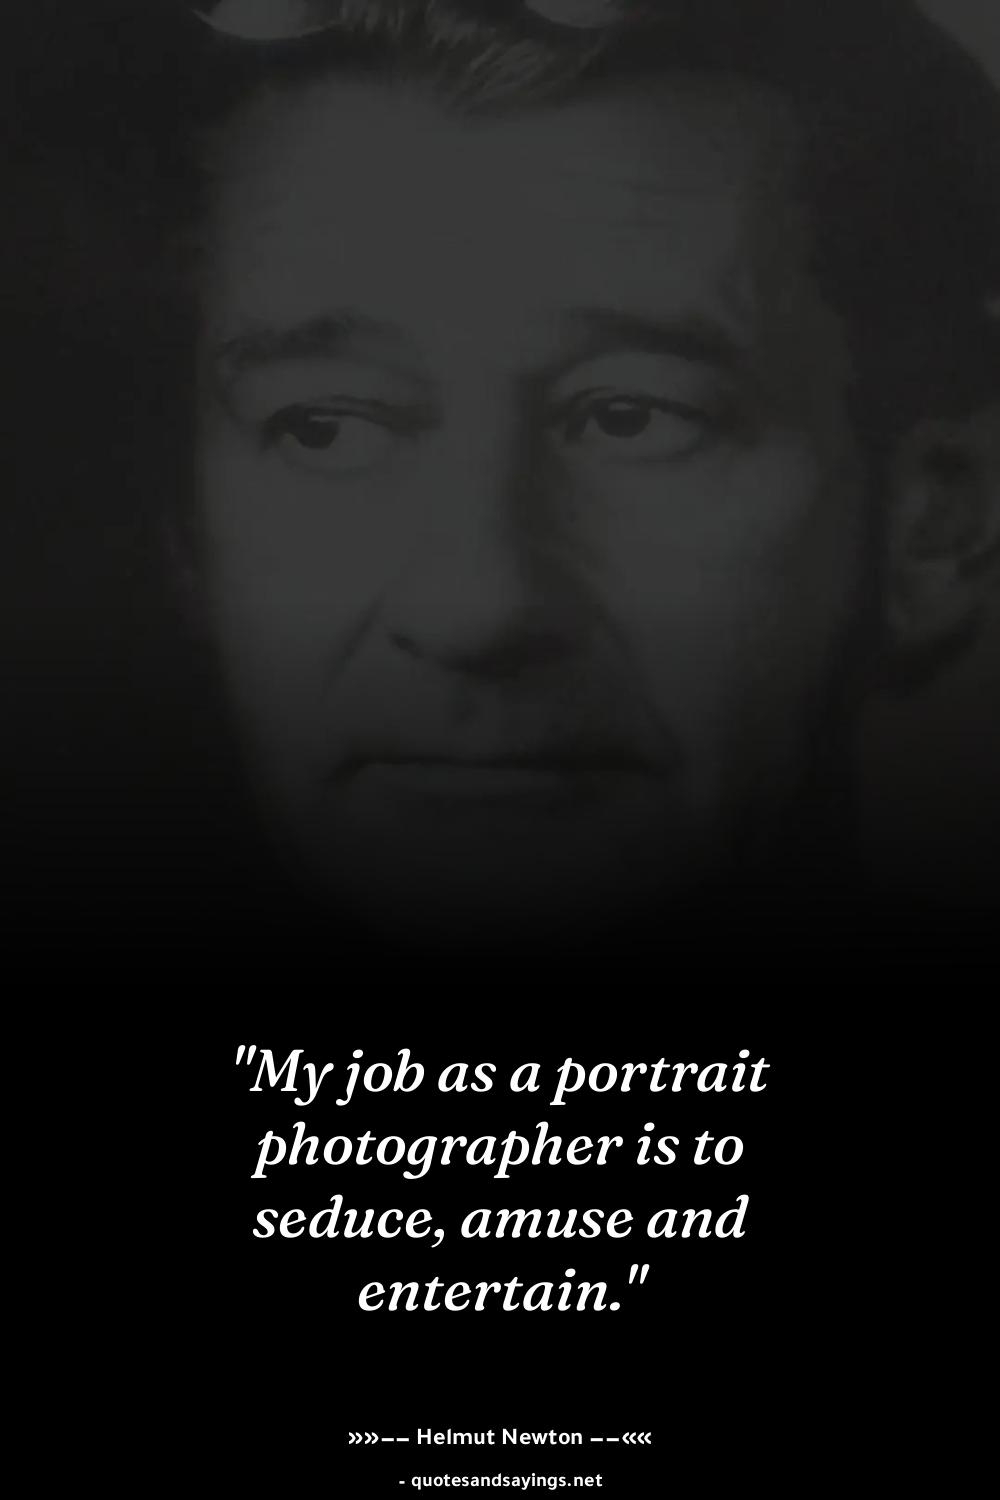 "My job as a portrait
photographer is to
seduce, amuse and
entertain."
»»−− Helmut Newton −−««
- quotesandsayings.net